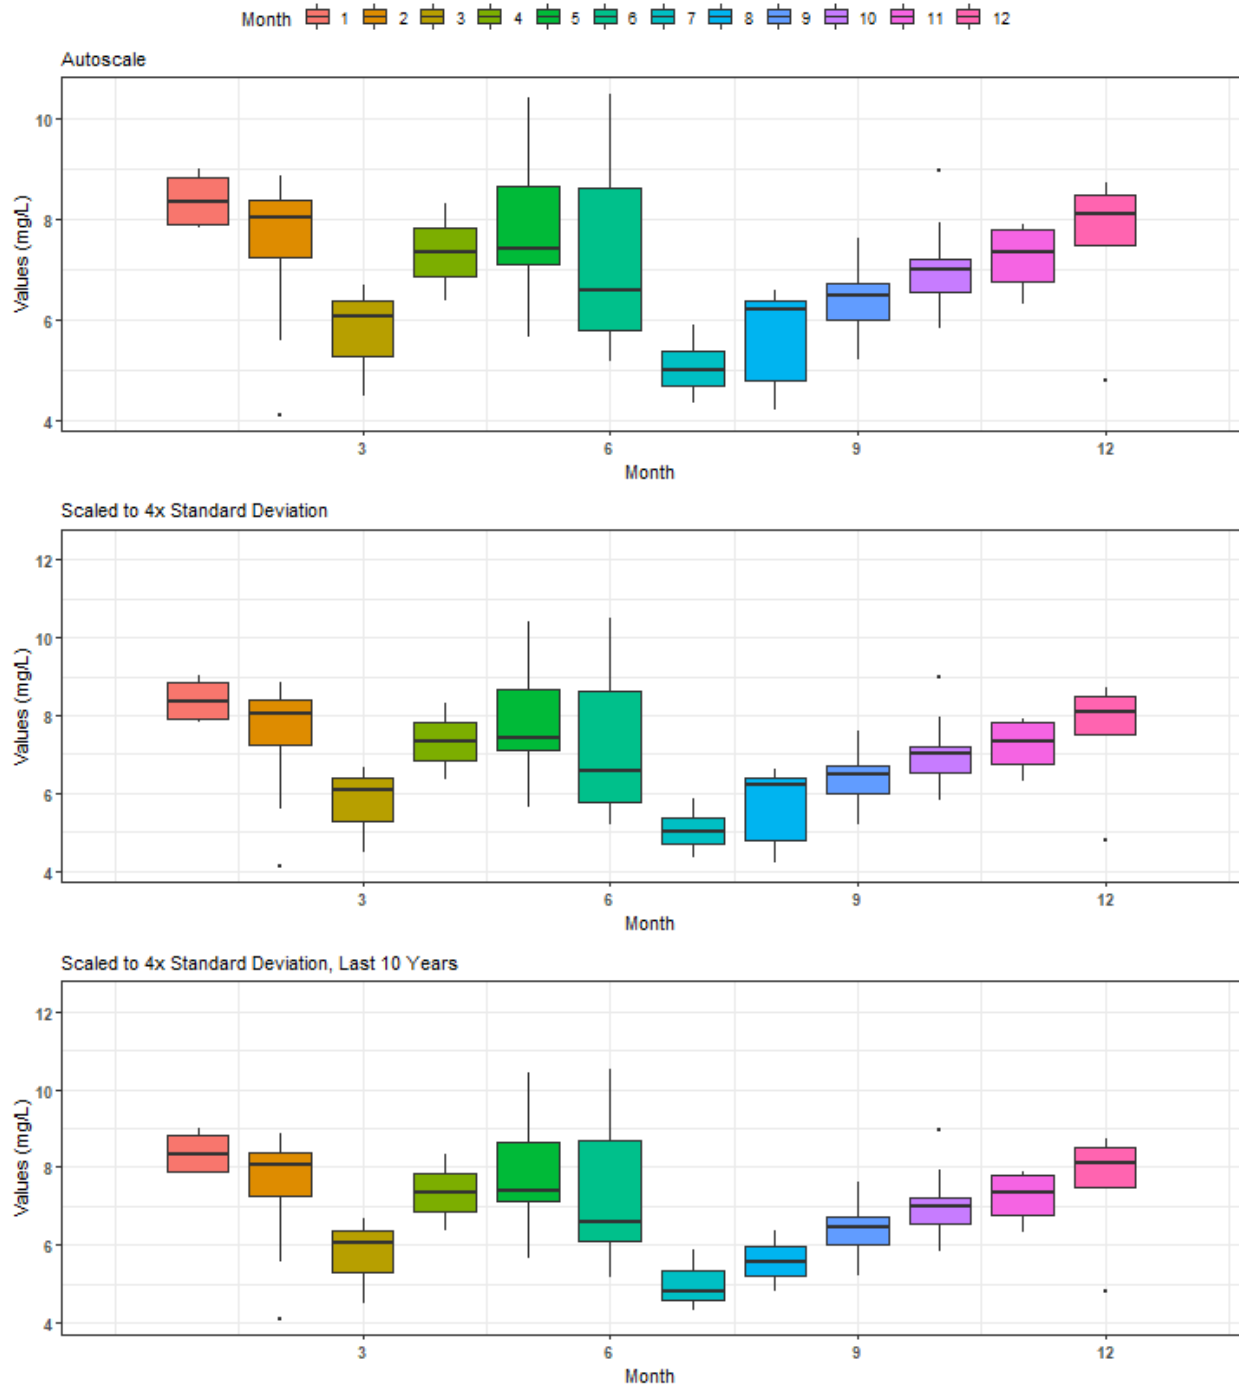 Month 1 2 3 4 5 6 7 8 9 10 11 12
Autoscale
Values (mg/L)
10
8
6
4
3 6 9 12
Month
Scaled to 4x Standard Deviation
Values (mg/L)
12
10
8
6
4
3 6 9 12
Month
Scaled to 4x Standard Deviation, Last 10 Years
Values (mg/L)
12
10
8
6
4
3 6 9 12
Month